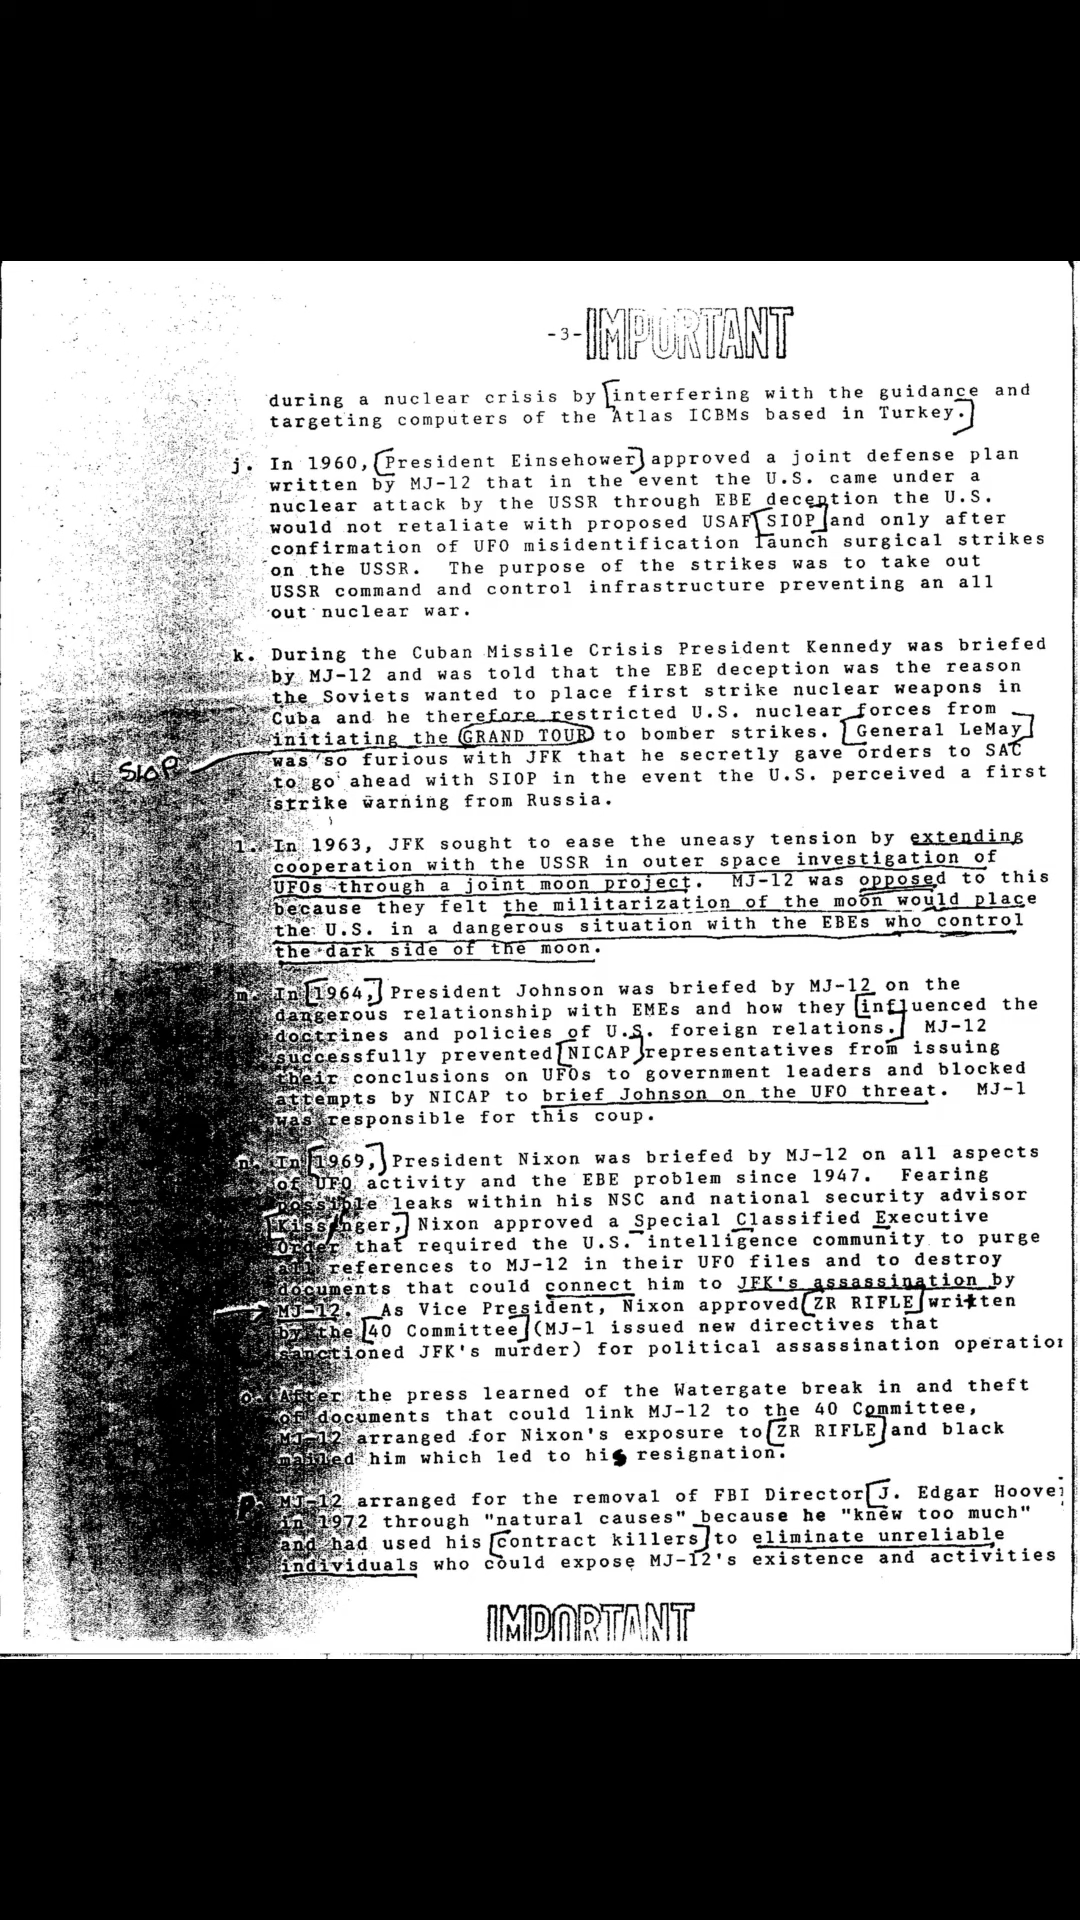 -3- IMPORTANT
during a nuclear crisis by [interfering with the guidance and
targeting computers of the Atlas ICBMs based in Turkey.]
j. In 1960, [President Einsehower] approved a joint defense plan
written by MJ-12 that in the event the U.S. came under a
nuclear attack by the USSR through EBE deception the U.S.
would not retaliate with proposed USAF [SIOP] and only after
confirmation of UFO misidentification launch surgical strikes
on the USSR. The purpose of the strikes was to take out
USSR command and control infrastructure preventing an all
out nuclear war.
k. During the Cuban Missile Crisis President Kennedy was briefed
by MJ-12 and was told that the EBE deception was the reason
the Soviets wanted to place first strike nuclear weapons in
Cuba and he therefore restricted U.S. nuclear forces from
initiating the GRAND TOUR to bomber strikes. [General LeMay]
SIOP
was so furious with JFK that he secretly gave orders to SAC
to go ahead with SIOP in the event the U.S. perceived a first
strike warning from Russia.
l. In 1963, JFK sought to ease the uneasy tension by extending
cooperation with the USSR in outer space investigation of
UFOs through a joint moon project. MJ-12 was opposed to this
because they felt the militarization of the moon would place
the U.S. in a dangerous situation with the EBEs who control
the dark side of the moon.
m. In [1964,] President Johnson was briefed by MJ-12 on the
dangerous relationship with EMEs and how they [influenced the
doctrines and policies of U.S. foreign relations.] MJ-12
successfully prevented [NICAP] representatives from issuing
their conclusions on UFOs to government leaders and blocked
attempts by NICAP to brief Johnson on the UFO threat. MJ-1
was responsible for this coup.
n. In [1969,] President Nixon was briefed by MJ-12 on all aspects
of UFO activity and the EBE problem since 1947. Fearing
possible leaks within his NSC and national security advisor
[Kissinger,] Nixon approved a Special Classified Executive
Order that required the U.S. intelligence community to purge
all references to MJ-12 in their UFO files and to destroy
documents that could connect him to JFK's assassination by
MJ-12. As Vice President, Nixon approved [ZR RIFLE] written
by the [40 Committee] (MJ-1 issued new directives that
sanctioned JFK's murder) for political assassination operation
o. After the press learned of the Watergate break in and theft
of documents that could link MJ-12 to the 40 Committee,
MJ-12 arranged for Nixon's exposure to [ZR RIFLE] and black
mailed him which led to his resignation.
p. MJ-12 arranged for the removal of FBI Director [J. Edgar Hoover
in 1972 through "natural causes" because he "knew too much"
and had used his [contract killers] to eliminate unreliable
individuals who could expose MJ-12's existence and activities
IMPORTANT